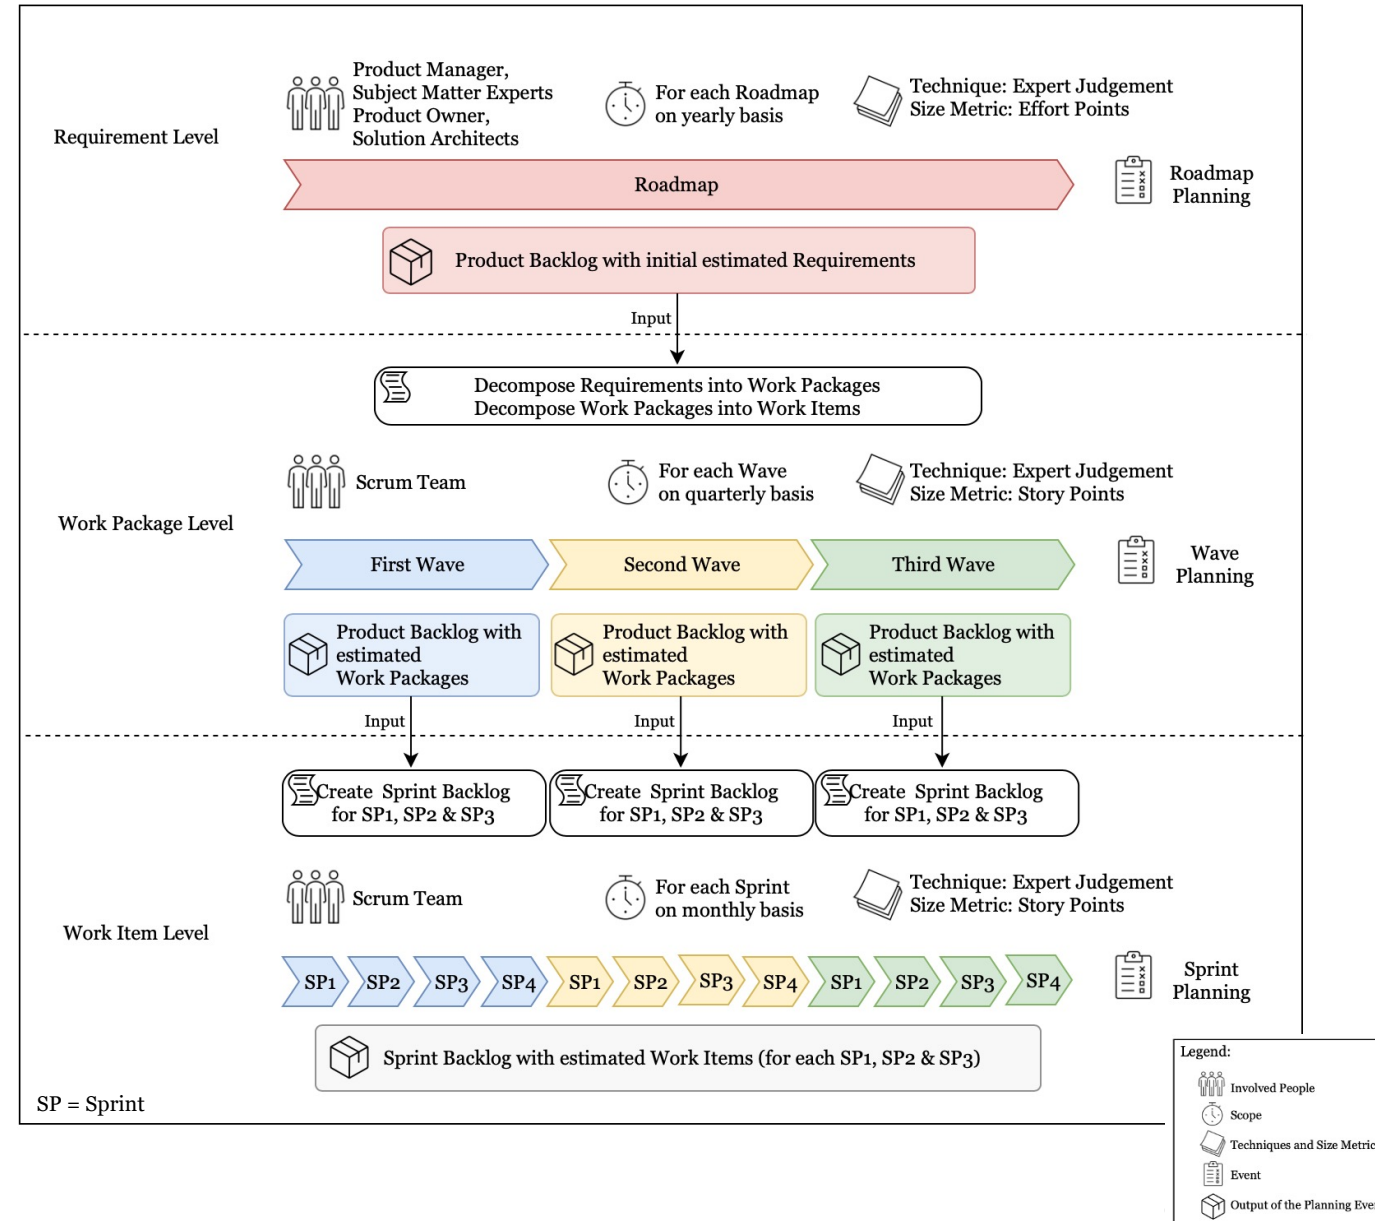 Product Manager,
Subject Matter Experts
Product Owner,
Solution Architects
For each Roadmap
on yearly basis
Technique: Expert Judgement
Size Metric: Effort Points
Requirement Level
Roadmap
Roadmap
Planning
Product Backlog with initial estimated Requirements
Input
Decompose Requirements into Work Packages
Decompose Work Packages into Work Items
Scrum Team
For each Wave
on quarterly basis
Technique: Expert Judgement
Size Metric: Story Points
Work Package Level
First Wave
Second Wave
Third Wave
Wave
Planning
Product Backlog with
estimated
Work Packages
Product Backlog with
estimated
Work Packages
Product Backlog with
estimated
Work Packages
Input
Input
Input
Create Sprint Backlog
for SP1, SP2 & SP3
Create Sprint Backlog
for SP1, SP2 & SP3
Create Sprint Backlog
for SP1, SP2 & SP3
Scrum Team
For each Sprint
on monthly basis
Technique: Expert Judgement
Size Metric: Story Points
Work Item Level
SP1
SP2
SP3
SP4
SP1
SP2
SP3
SP4
SP1
SP2
SP3
SP4
Sprint
Planning
Sprint Backlog with estimated Work Items (for each SP1, SP2 & SP3)
SP = Sprint
Legend:
Involved People
Scope
Techniques and Size Metric
Event
Output of the Planning